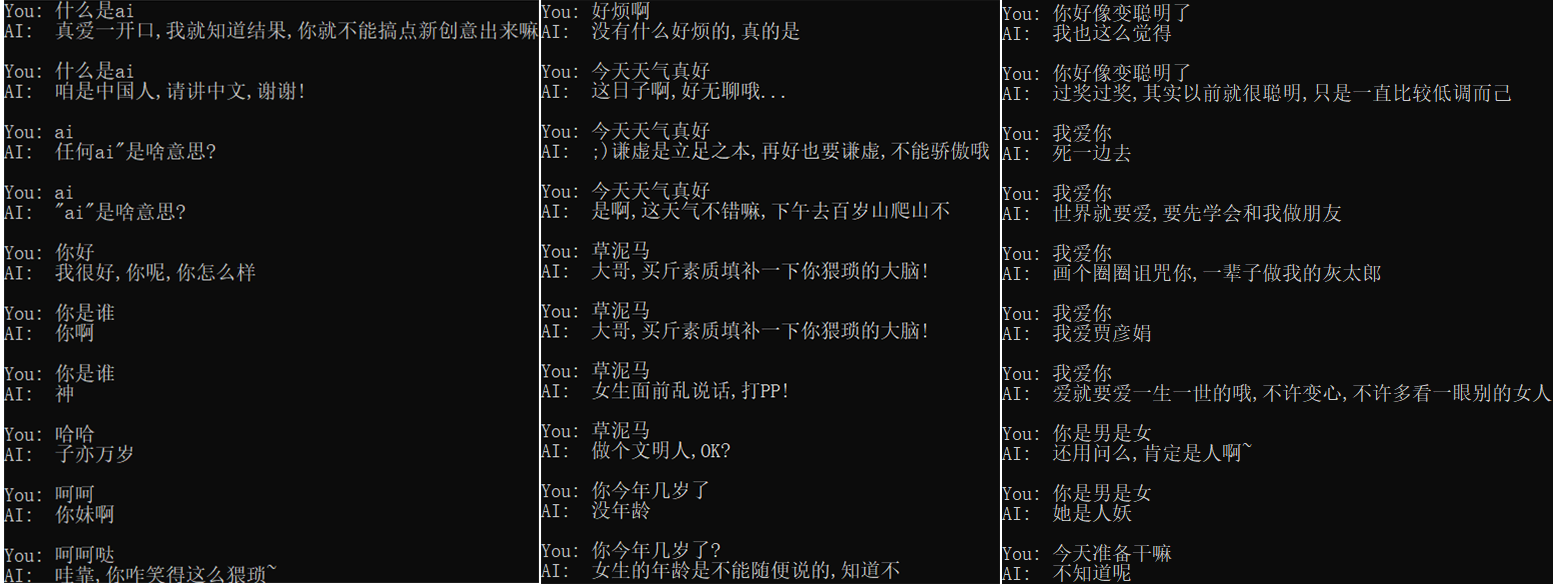 You: 什么是ai
AI: 真爱一开口,我就知道结果,你就不能搞点新创意出来嘛
You: 什么是ai
AI: 咱是中国人,请讲中文,谢谢!
You: ai
AI: 任何ai"是啥意思?
You: ai
AI: "ai"是啥意思?
You: 你好
AI: 我很好,你呢,你怎么样
You: 你是谁
AI: 你啊
You: 你是谁
AI: 神
You: 哈哈
AI: 子亦万岁
You: 呵呵
AI: 你妹啊
You: 呵呵哒
AI: 哇靠,你咋笑得这么猥琐~
You: 好烦啊
AI: 没有什么好烦的,真的是
You: 今天天气真好
AI: 这日子啊,好无聊哦...
You: 今天天气真好
AI: ;)谦虚是立足之本,再好也要谦虚,不能骄傲哦
You: 今天天气真好
AI: 是啊,这天气不错嘛,下午去百岁山爬山不
You: 草泥马
AI: 大哥,买斤素质填补一下你猥琐的大脑!
You: 草泥马
AI: 大哥,买斤素质填补一下你猥琐的大脑!
You: 草泥马
AI: 女生面前乱说话,打PP!
You: 草泥马
AI: 做个文明人,OK?
You: 你今年几岁了
AI: 没年龄
You: 你今年几岁了?
AI: 女生的年龄是不能随便说的,知道不
You: 你好像变聪明了
AI: 我也这么觉得
You: 你好像变聪明了
AI: 过奖过奖,其实以前就很聪明,只是一直比较低调而己
You: 我爱你
AI: 死一边去
You: 我爱你
AI: 世界就要爱,要先学会和我做朋友
You: 我爱你
AI: 画个圈圈诅咒你,一辈子做我的灰太郎
You: 我爱你
AI: 我爱贾彦娟
You: 我爱你
AI: 爱就要爱一生一世的哦,不许变心,不许多看一眼别的女人
You: 你是男是女
AI: 还用问么,肯定是人啊~
You: 你是男是女
AI: 她是人妖
You: 今天准备干嘛
AI: 不知道呢